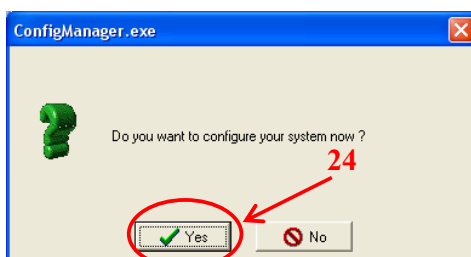 ConfigManager.exe
Do you want to configure your system now ?
24
Yes
No